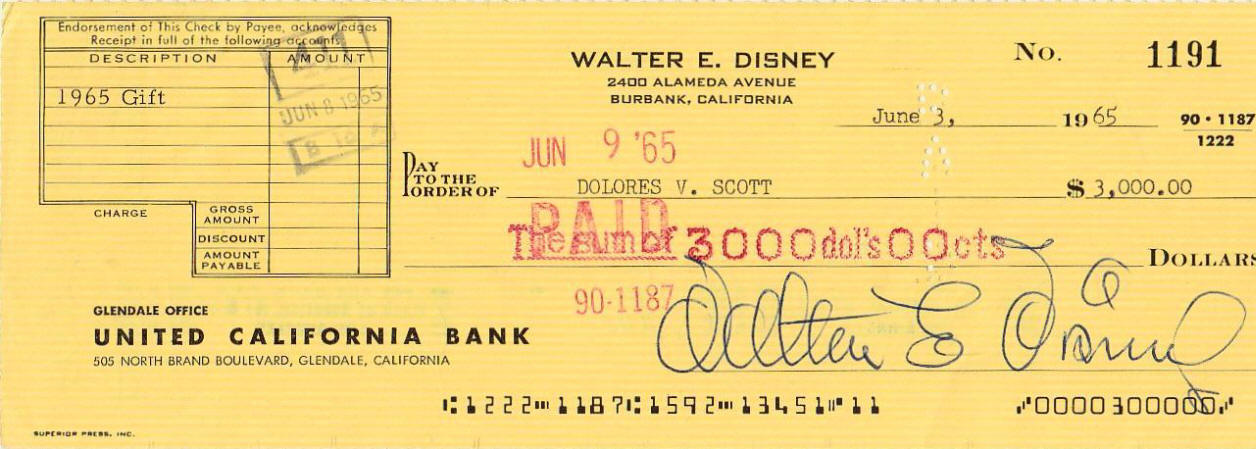 Endorsement of This Check by Payee, acknowledges
Receipt in full of the following account
DESCRIPTION AMOUNT
411
1965 Gift
JUN 8 1965
CHARGE
GROSS AMOUNT
DISCOUNT
AMOUNT PAYABLE
WALTER E. DISNEY
2400 ALAMEDA AVENUE
BURBANK, CALIFORNIA
No. 1191
June 3, 1965
90 · 1187
1222
JUN 9 '65
PAY TO THE ORDER OF DOLORES V. SCOTT $ 3,000.00
PAID
The sum of 3000 dol's 00 cts DOLLARS
90-1187
Walter E Disney
GLENDALE OFFICE
UNITED CALIFORNIA BANK
505 NORTH BRAND BOULEVARD, GLENDALE, CALIFORNIA
⑆1222⑉1187⑆1592⑉13451⑈11 ⑇0000300000⑇
SUPERIOR PRESS, INC.